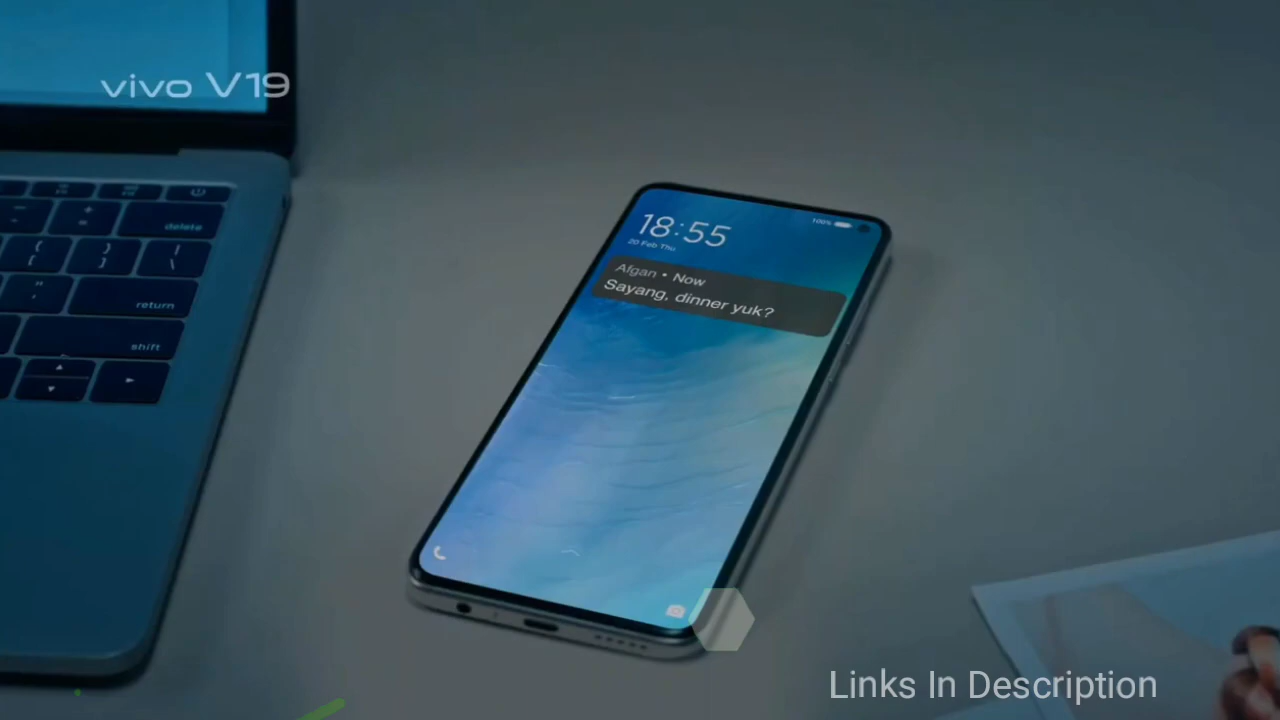 vivo V19
delete
return
shift
18:55
100%
20 Feb Thu
Afgan • Now
Sayang, dinner yuk?
Links In Description